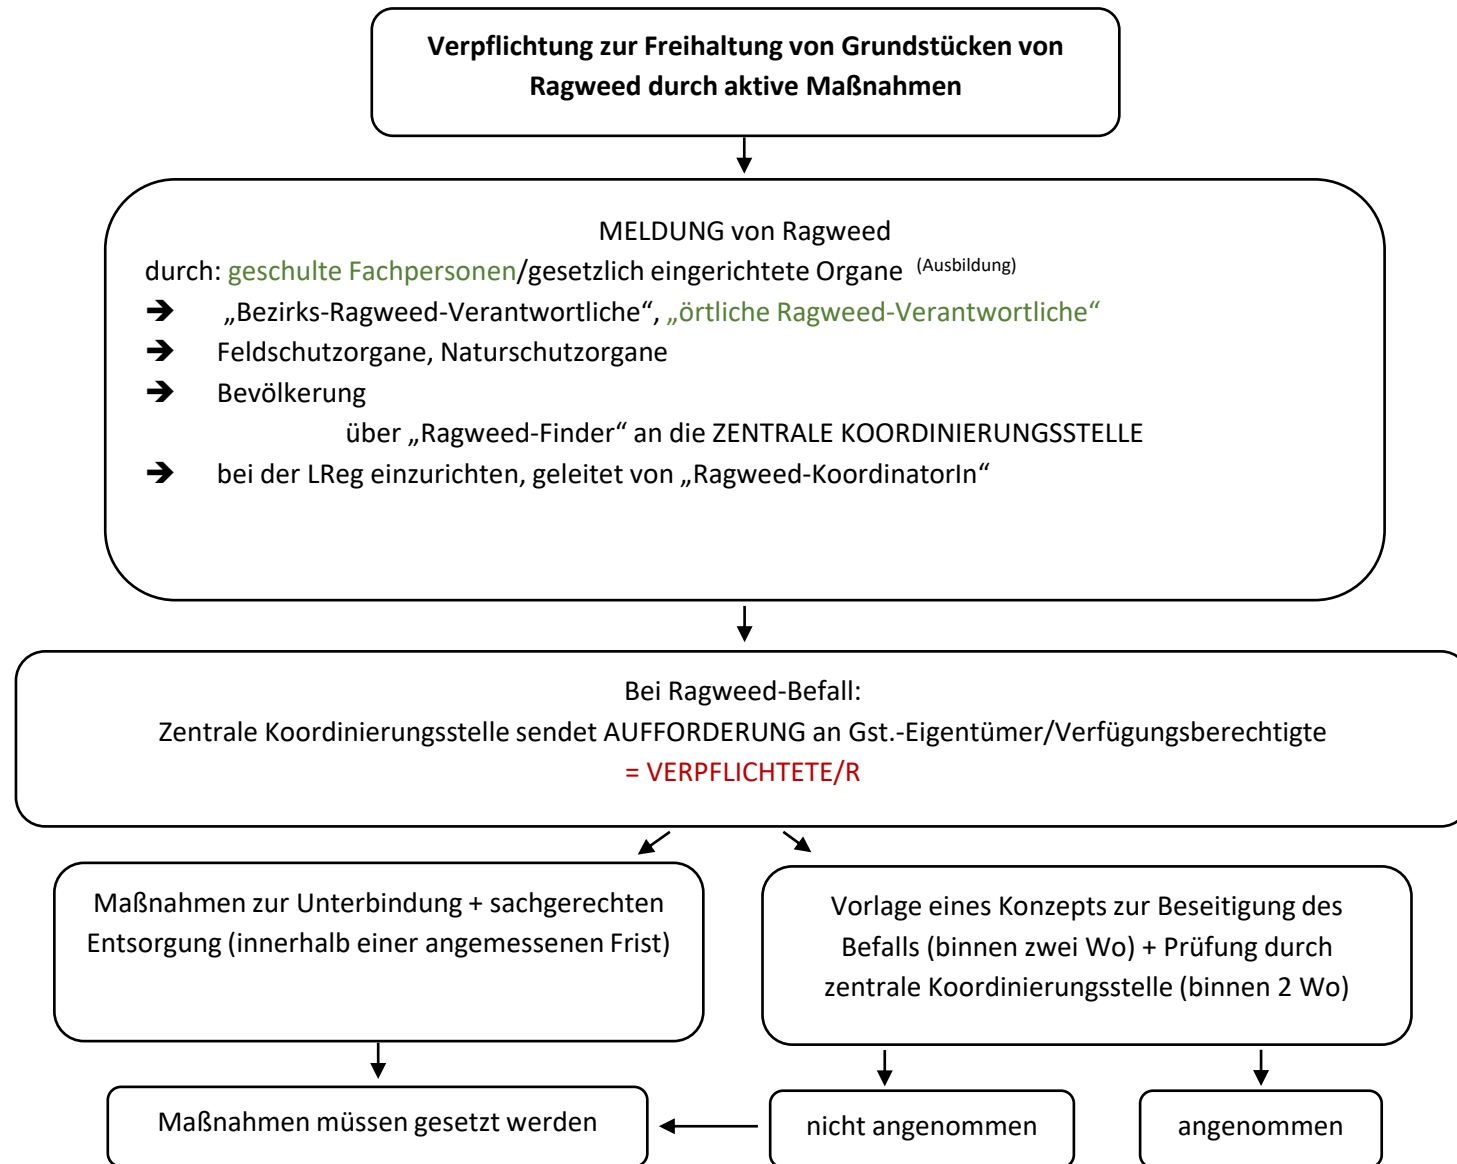 Verpflichtung zur Freihaltung von Grundstücken von
Ragweed durch aktive Maßnahmen
MELDUNG von Ragweed
durch: geschulte Fachpersonen/gesetzlich eingerichtete Organe (Ausbildung)
➔ „Bezirks-Ragweed-Verantwortliche“, „örtliche Ragweed-Verantwortliche“
➔ Feldschutzorgane, Naturschutzorgane
➔ Bevölkerung
über „Ragweed-Finder“ an die ZENTRALE KOORDINIERUNGSSTELLE
➔ bei der LReg einzurichten, geleitet von „Ragweed-KoordinatorIn“
Bei Ragweed-Befall:
Zentrale Koordinierungsstelle sendet AUFFORDERUNG an Gst.-Eigentümer/Verfügungsberechtigte
= VERPFLICHTETE/R
Maßnahmen zur Unterbindung + sachgerechten
Entsorgung (innerhalb einer angemessenen Frist)
Vorlage eines Konzepts zur Beseitigung des
Befalls (binnen zwei Wo) + Prüfung durch
zentrale Koordinierungsstelle (binnen 2 Wo)
Maßnahmen müssen gesetzt werden
nicht angenommen
angenommen